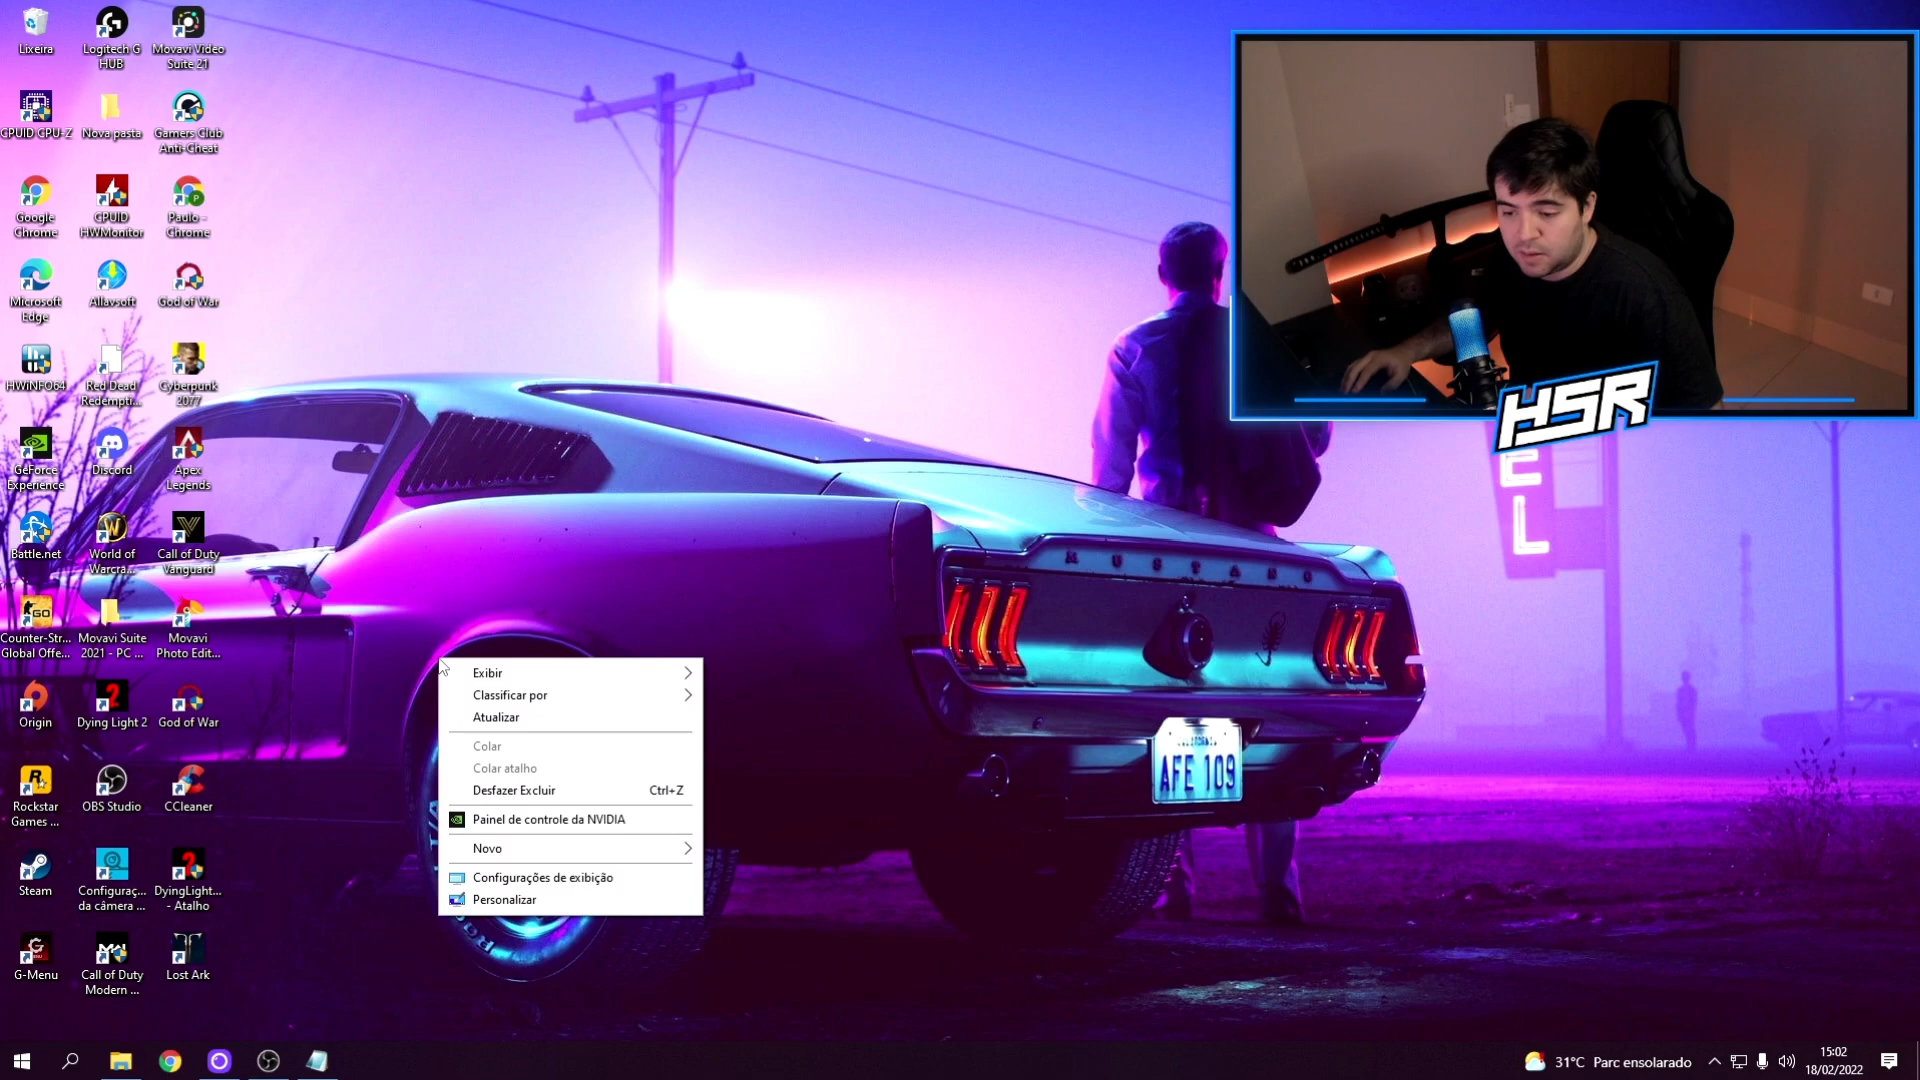 Lixeira
Logitech G
HUB
Movavi Video
Suite 21
CPUID CPU-Z
Nova pasta
Gamers Club
Anti-Cheat
Google
Chrome
CPUID
HWMonitor
Paulo -
Chrome
Microsoft
Edge
Allavsoft
God of War
HWiNFO64
Red Dead
Redempti...
Cyberpunk
2077
GeForce
Experience
Discord
Apex
Legends
Battle.net
World of
Warcra...
Call of Duty
Vanguard
Counter-Str...
Global Offe...
Movavi Suite
2021 - PC ...
Movavi
Photo Edit...
Origin
Dying Light 2
God of War
Rockstar
Games ...
OBS Studio
CCleaner
Steam
Configuraç...
da câmera ...
DyingLight...
- Atalho
G-Menu
Call of Duty
Modern ...
Lost Ark
Exibir
Classificar por
Atualizar
Colar
Colar atalho
Desfazer Excluir Ctrl+Z
Painel de controle da NVIDIA
Novo
Configurações de exibição
Personalizar
HSR
EL
MUSTANG
CALIFORNIA
AFE 109
31°C Parc ensolarado
15:02
18/02/2022